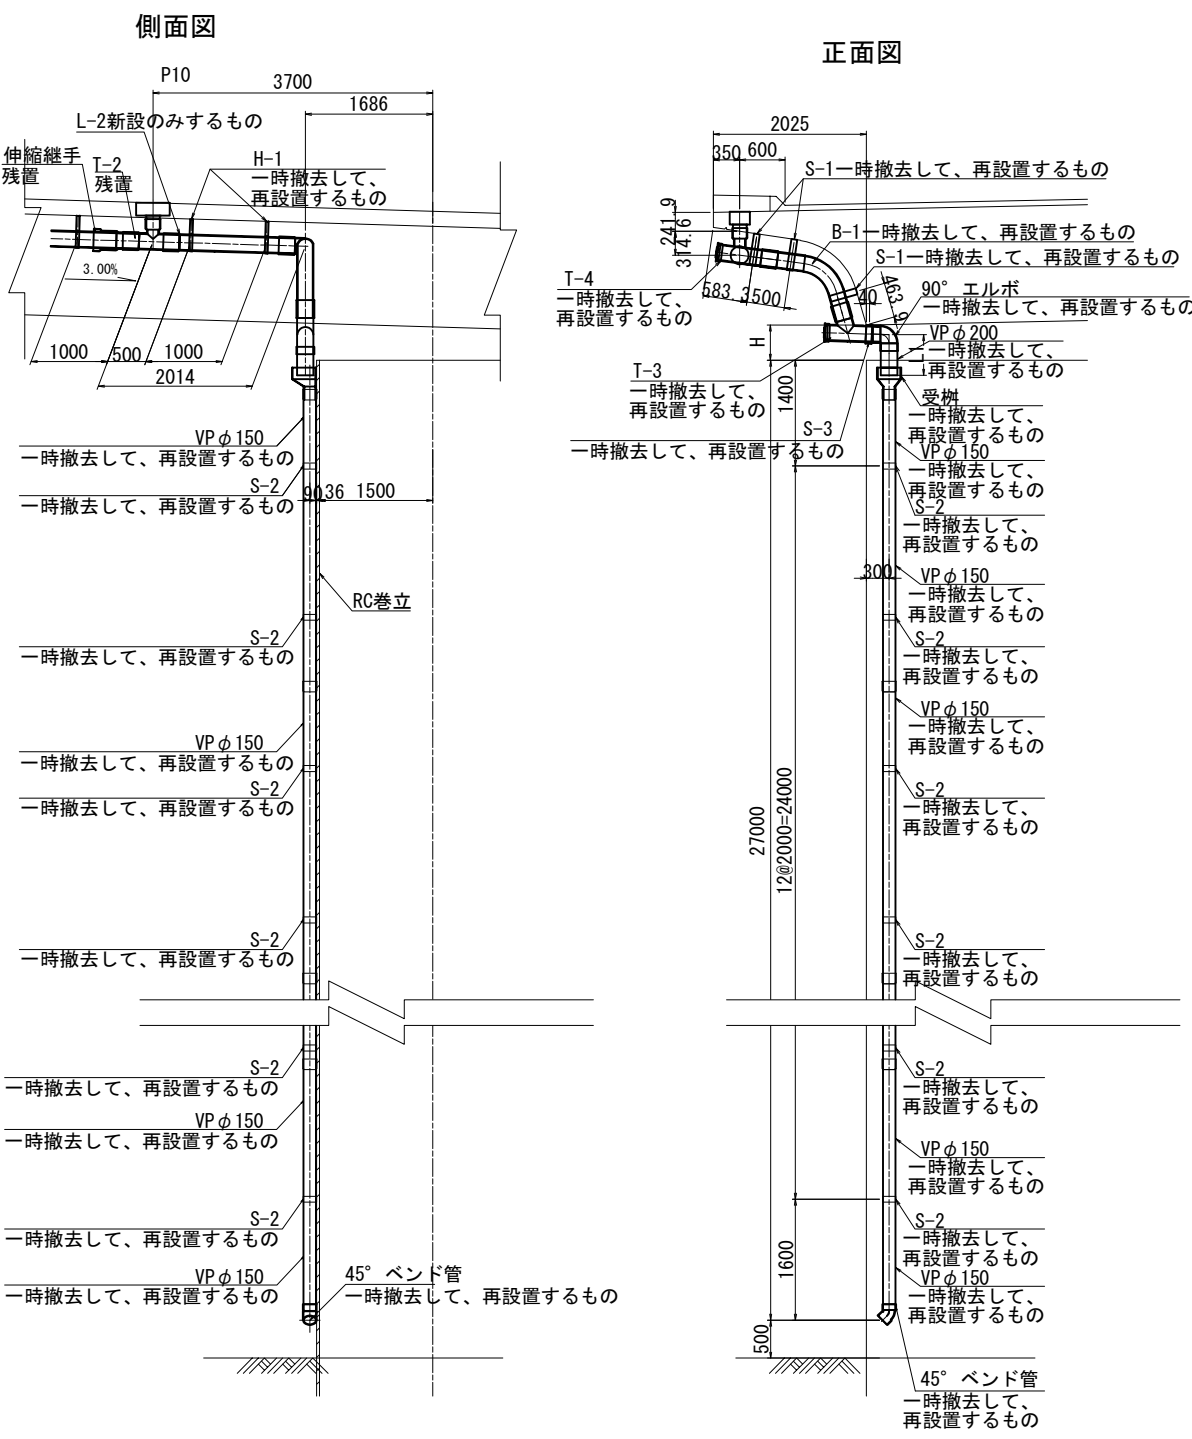 側面図
P10
3700
1686
L-2新設のみするもの
伸縮継手
残置
T-2
残置
H-1
一時撤去して、
再設置するもの
3.00%
1000
500
1000
2014
VPφ150
一時撤去して、再設置するもの
S-2
一時撤去して、再設置するもの
90
36
1500
RC巻立
S-2
一時撤去して、再設置するもの
VPφ150
一時撤去して、再設置するもの
S-2
一時撤去して、再設置するもの
S-2
一時撤去して、再設置するもの
S-2
一時撤去して、再設置するもの
VPφ150
一時撤去して、再設置するもの
S-2
一時撤去して、再設置するもの
VPφ150
一時撤去して、再設置するもの
45° ベンド管
一時撤去して、再設置するもの
正面図
2025
350
600
S-1一時撤去して、再設置するもの
241.9
314.6
B-1一時撤去して、再設置するもの
S-1一時撤去して、再設置するもの
T-4
一時撤去して、
再設置するもの
583.3
500
40
463.9
90° エルボ
一時撤去して、再設置するもの
H
VPφ200
一時撤去して、
再設置するもの
T-3
一時撤去して、
再設置するもの
1400
受桝
一時撤去して、
再設置するもの
S-3
一時撤去して、再設置するもの
VPφ150
一時撤去して、
再設置するもの
S-2
一時撤去して、
再設置するもの
300
VPφ150
一時撤去して、
再設置するもの
S-2
一時撤去して、
再設置するもの
VPφ150
一時撤去して、
再設置するもの
S-2
一時撤去して、
再設置するもの
27000
12@2000=24000
S-2
一時撤去して、
再設置するもの
S-2
一時撤去して、
再設置するもの
VPφ150
一時撤去して、
再設置するもの
S-2
一時撤去して、
再設置するもの
1600
VPφ150
一時撤去して、
再設置するもの
500
45° ベンド管
一時撤去して、
再設置するもの